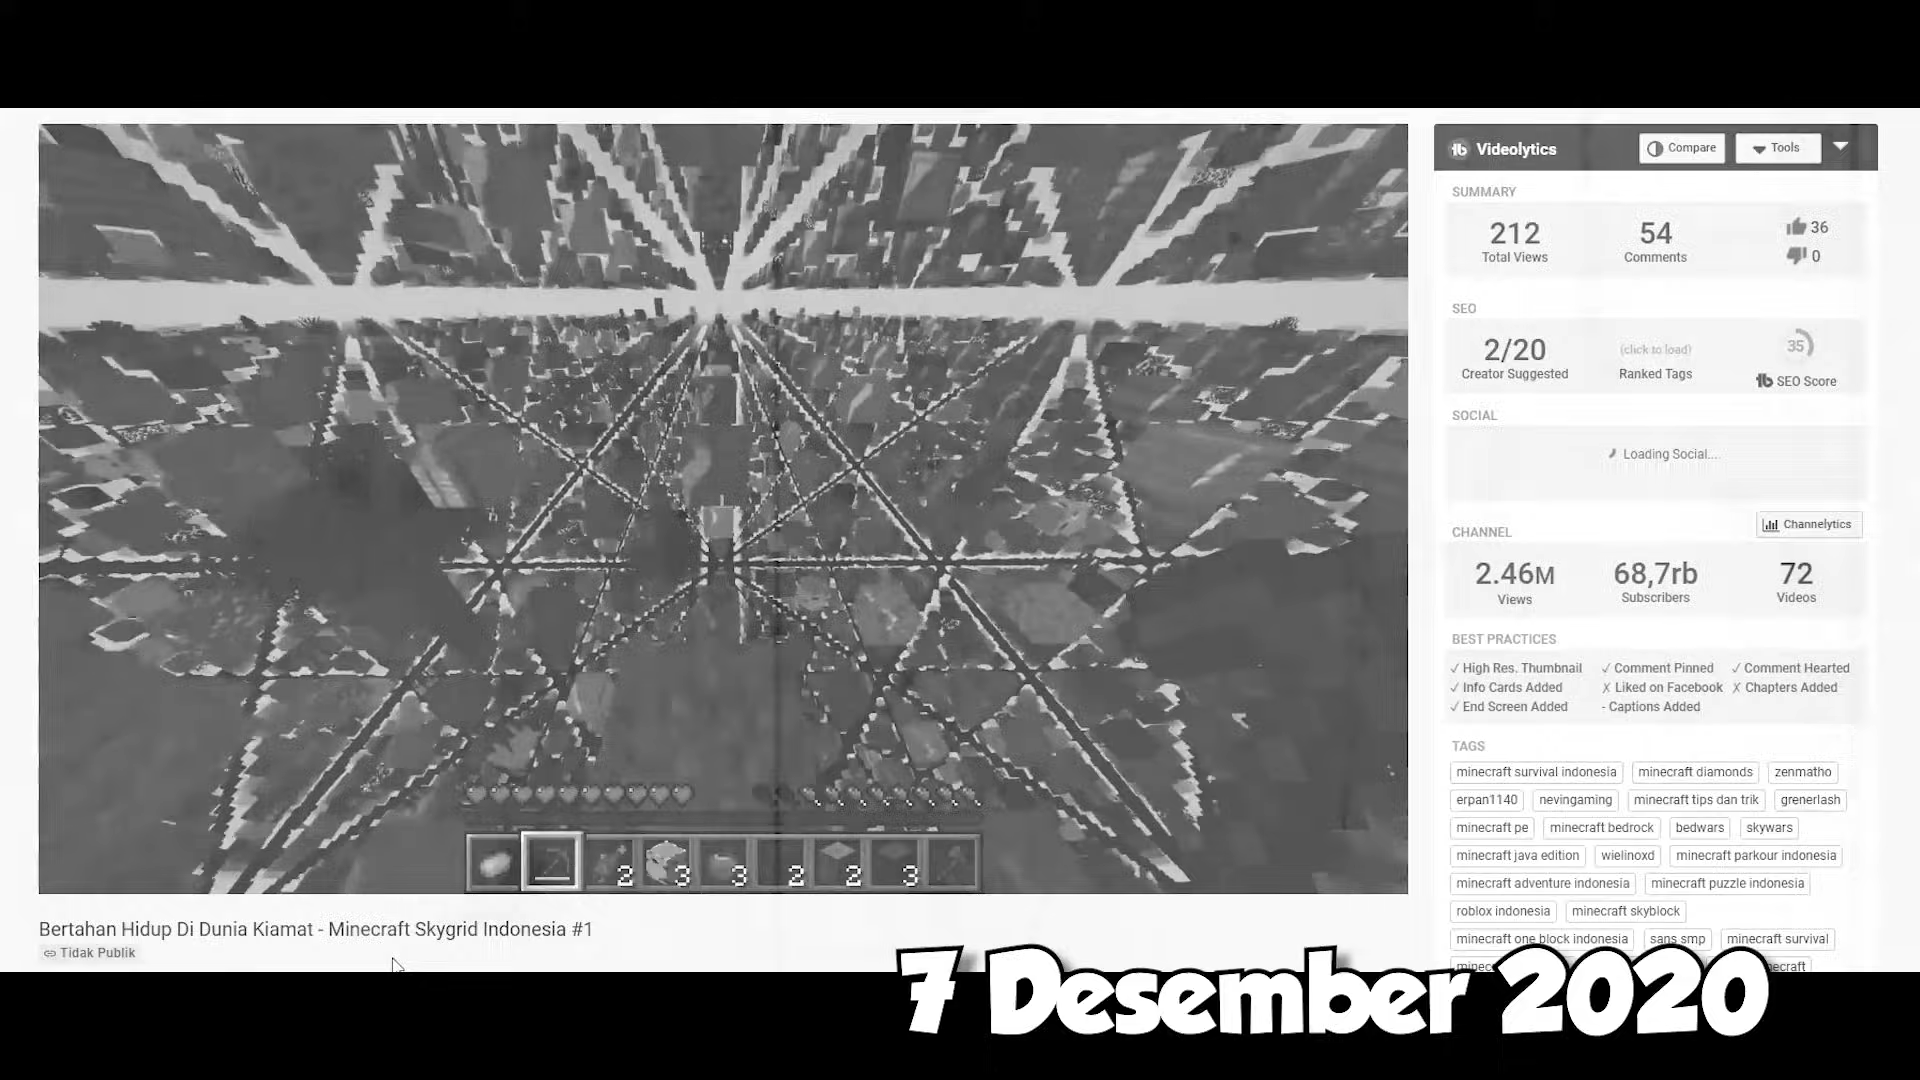 Videolytics
Compare
Tools
SUMMARY
212
Total Views
54
Comments
36
0
SEO
2/20
Creator Suggested
(click to load)
Ranked Tags
35
SEO Score
SOCIAL
Loading Social....
Channelytics
CHANNEL
2.46M
Views
68,7rb
Subscribers
72
Videos
BEST PRACTICES
✓ High Res. Thumbnail ✓ Comment Pinned ✓ Comment Hearted
✓ Info Cards Added ✗ Liked on Facebook ✗ Chapters Added
✓ End Screen Added - Captions Added
TAGS
minecraft survival indonesia minecraft diamonds zenmatho
erpan1140 nevingaming minecraft tips dan trik grenerlash
minecraft pe minecraft bedrock bedwars skywars
minecraft java edition wielinoxd minecraft parkour indonesia
minecraft adventure indonesia minecraft puzzle indonesia
roblox indonesia minecraft skyblock
minecraft one block indonesia sans smp minecraft survival
2 3 3 2 2 3
Bertahan Hidup Di Dunia Kiamat - Minecraft Skygrid Indonesia #1
Tidak Publik
7 Desember 2020